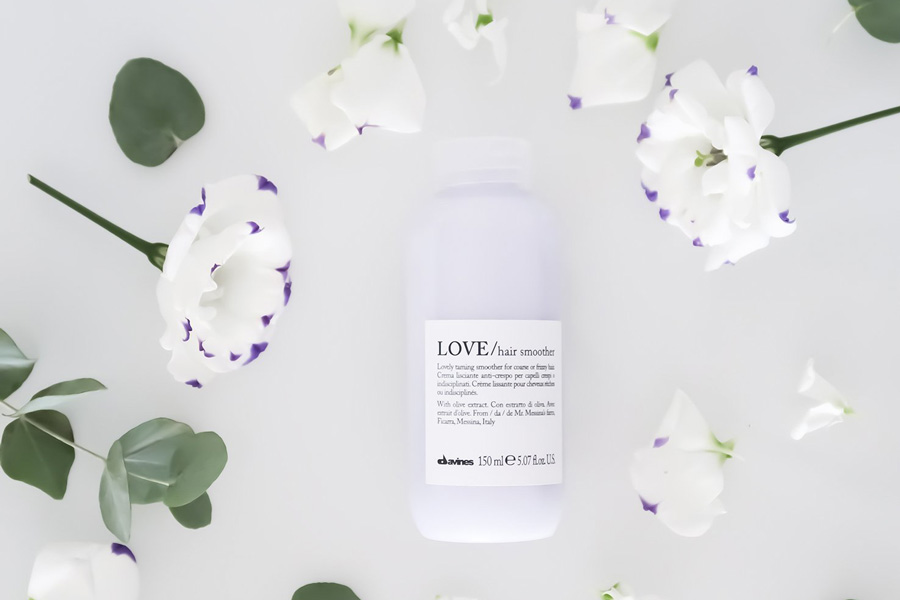 LOVE/hair smoother
Lovely taming smoother for coarse or frizzy hair
Crema lisciante anti-crespo per capelli crespi o
indisciplinati. Crème lissante pour cheveux rêches
ou indisciplinés.
With olive extract. Con estratto di oliva. Avec
extrait d'olive. From / da / de Mr. Messina's farm,
Ficarra, Messina, Italy
davines 150 ml ℮ 5.07 fl.oz. U.S.